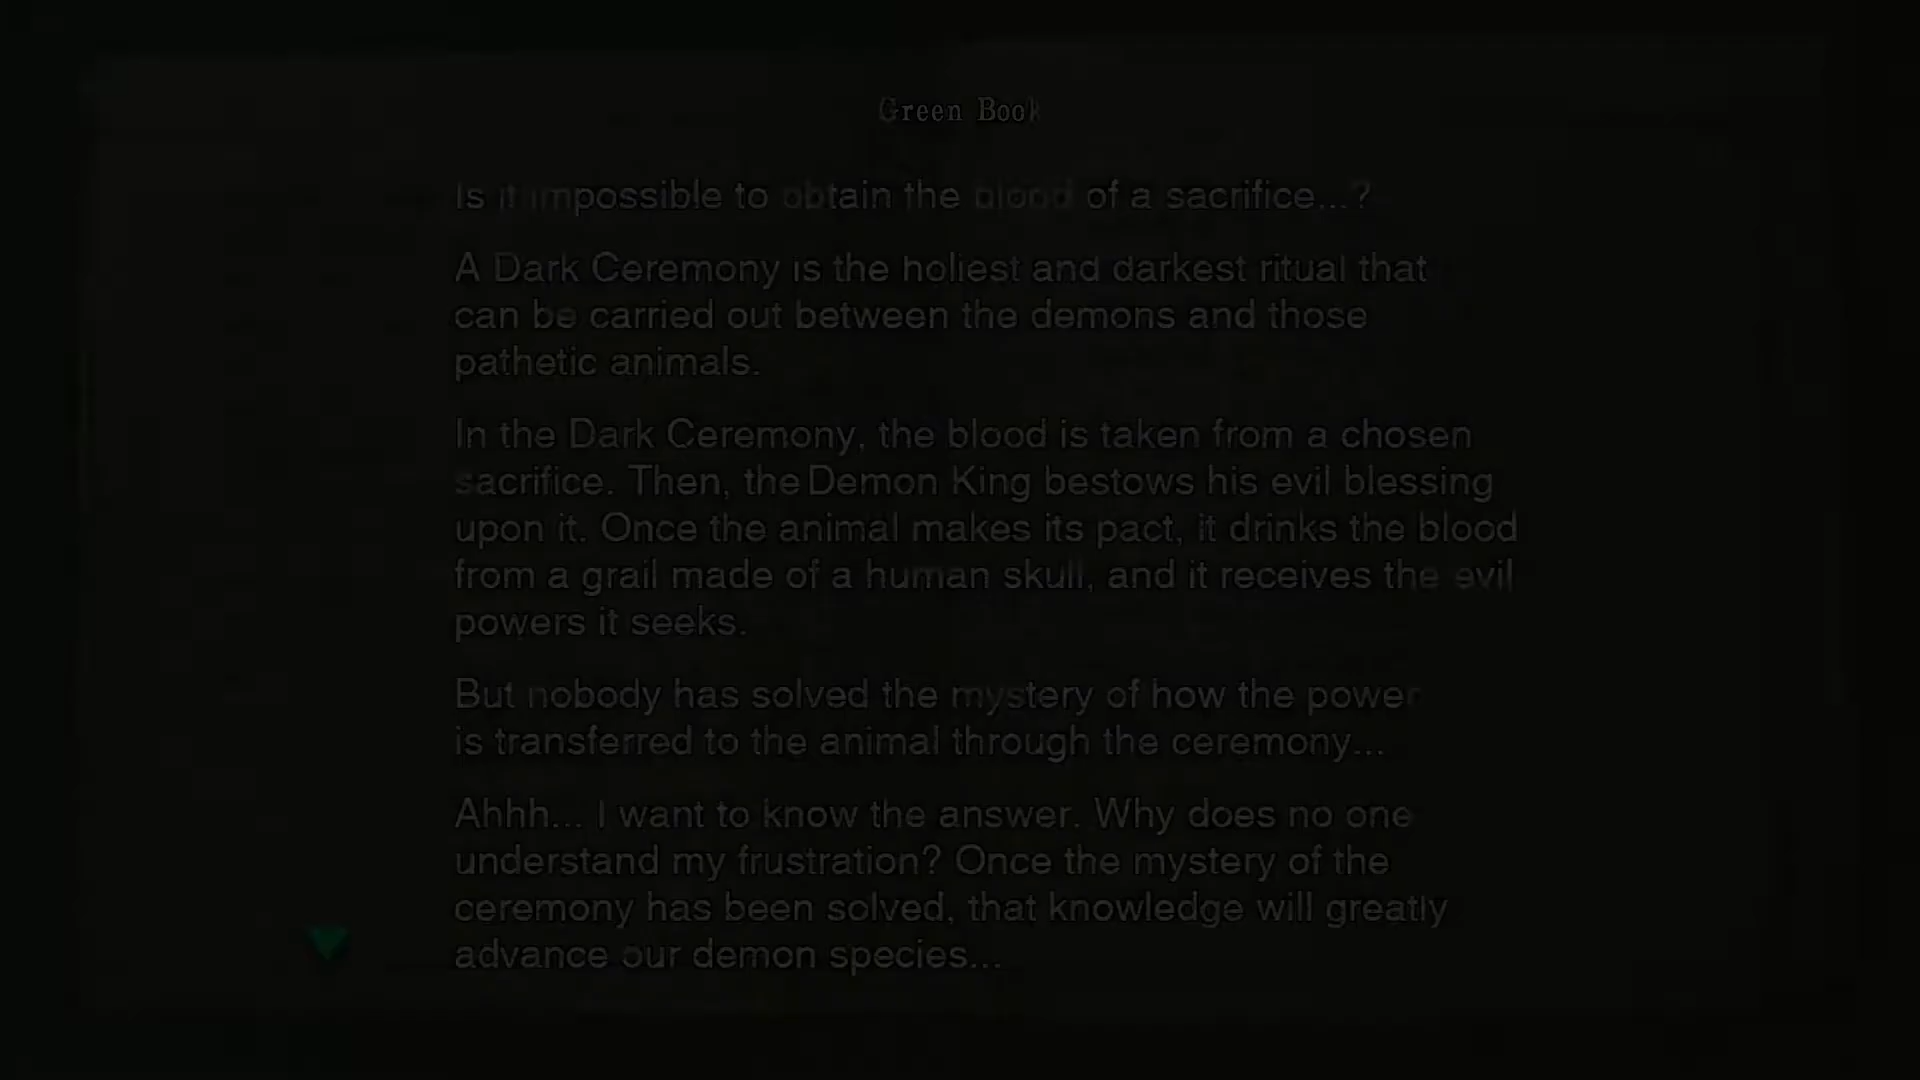 Green Book
Is it impossible to obtain the blood of a sacrifice...?
A Dark Ceremony is the holiest and darkest ritual that
can be carried out between the demons and those
pathetic animals.
In the Dark Ceremony, the blood is taken from a chosen
sacrifice. Then, the Demon King bestows his evil blessing
upon it. Once the animal makes its pact, it drinks the blood
from a grail made of a human skull, and it receives the evil
powers it seeks.
But nobody has solved the mystery of how the power
is transferred to the animal through the ceremony...
Ahhh... I want to know the answer. Why does no one
understand my frustration? Once the mystery of the
ceremony has been solved, that knowledge will greatly
advance our demon species...